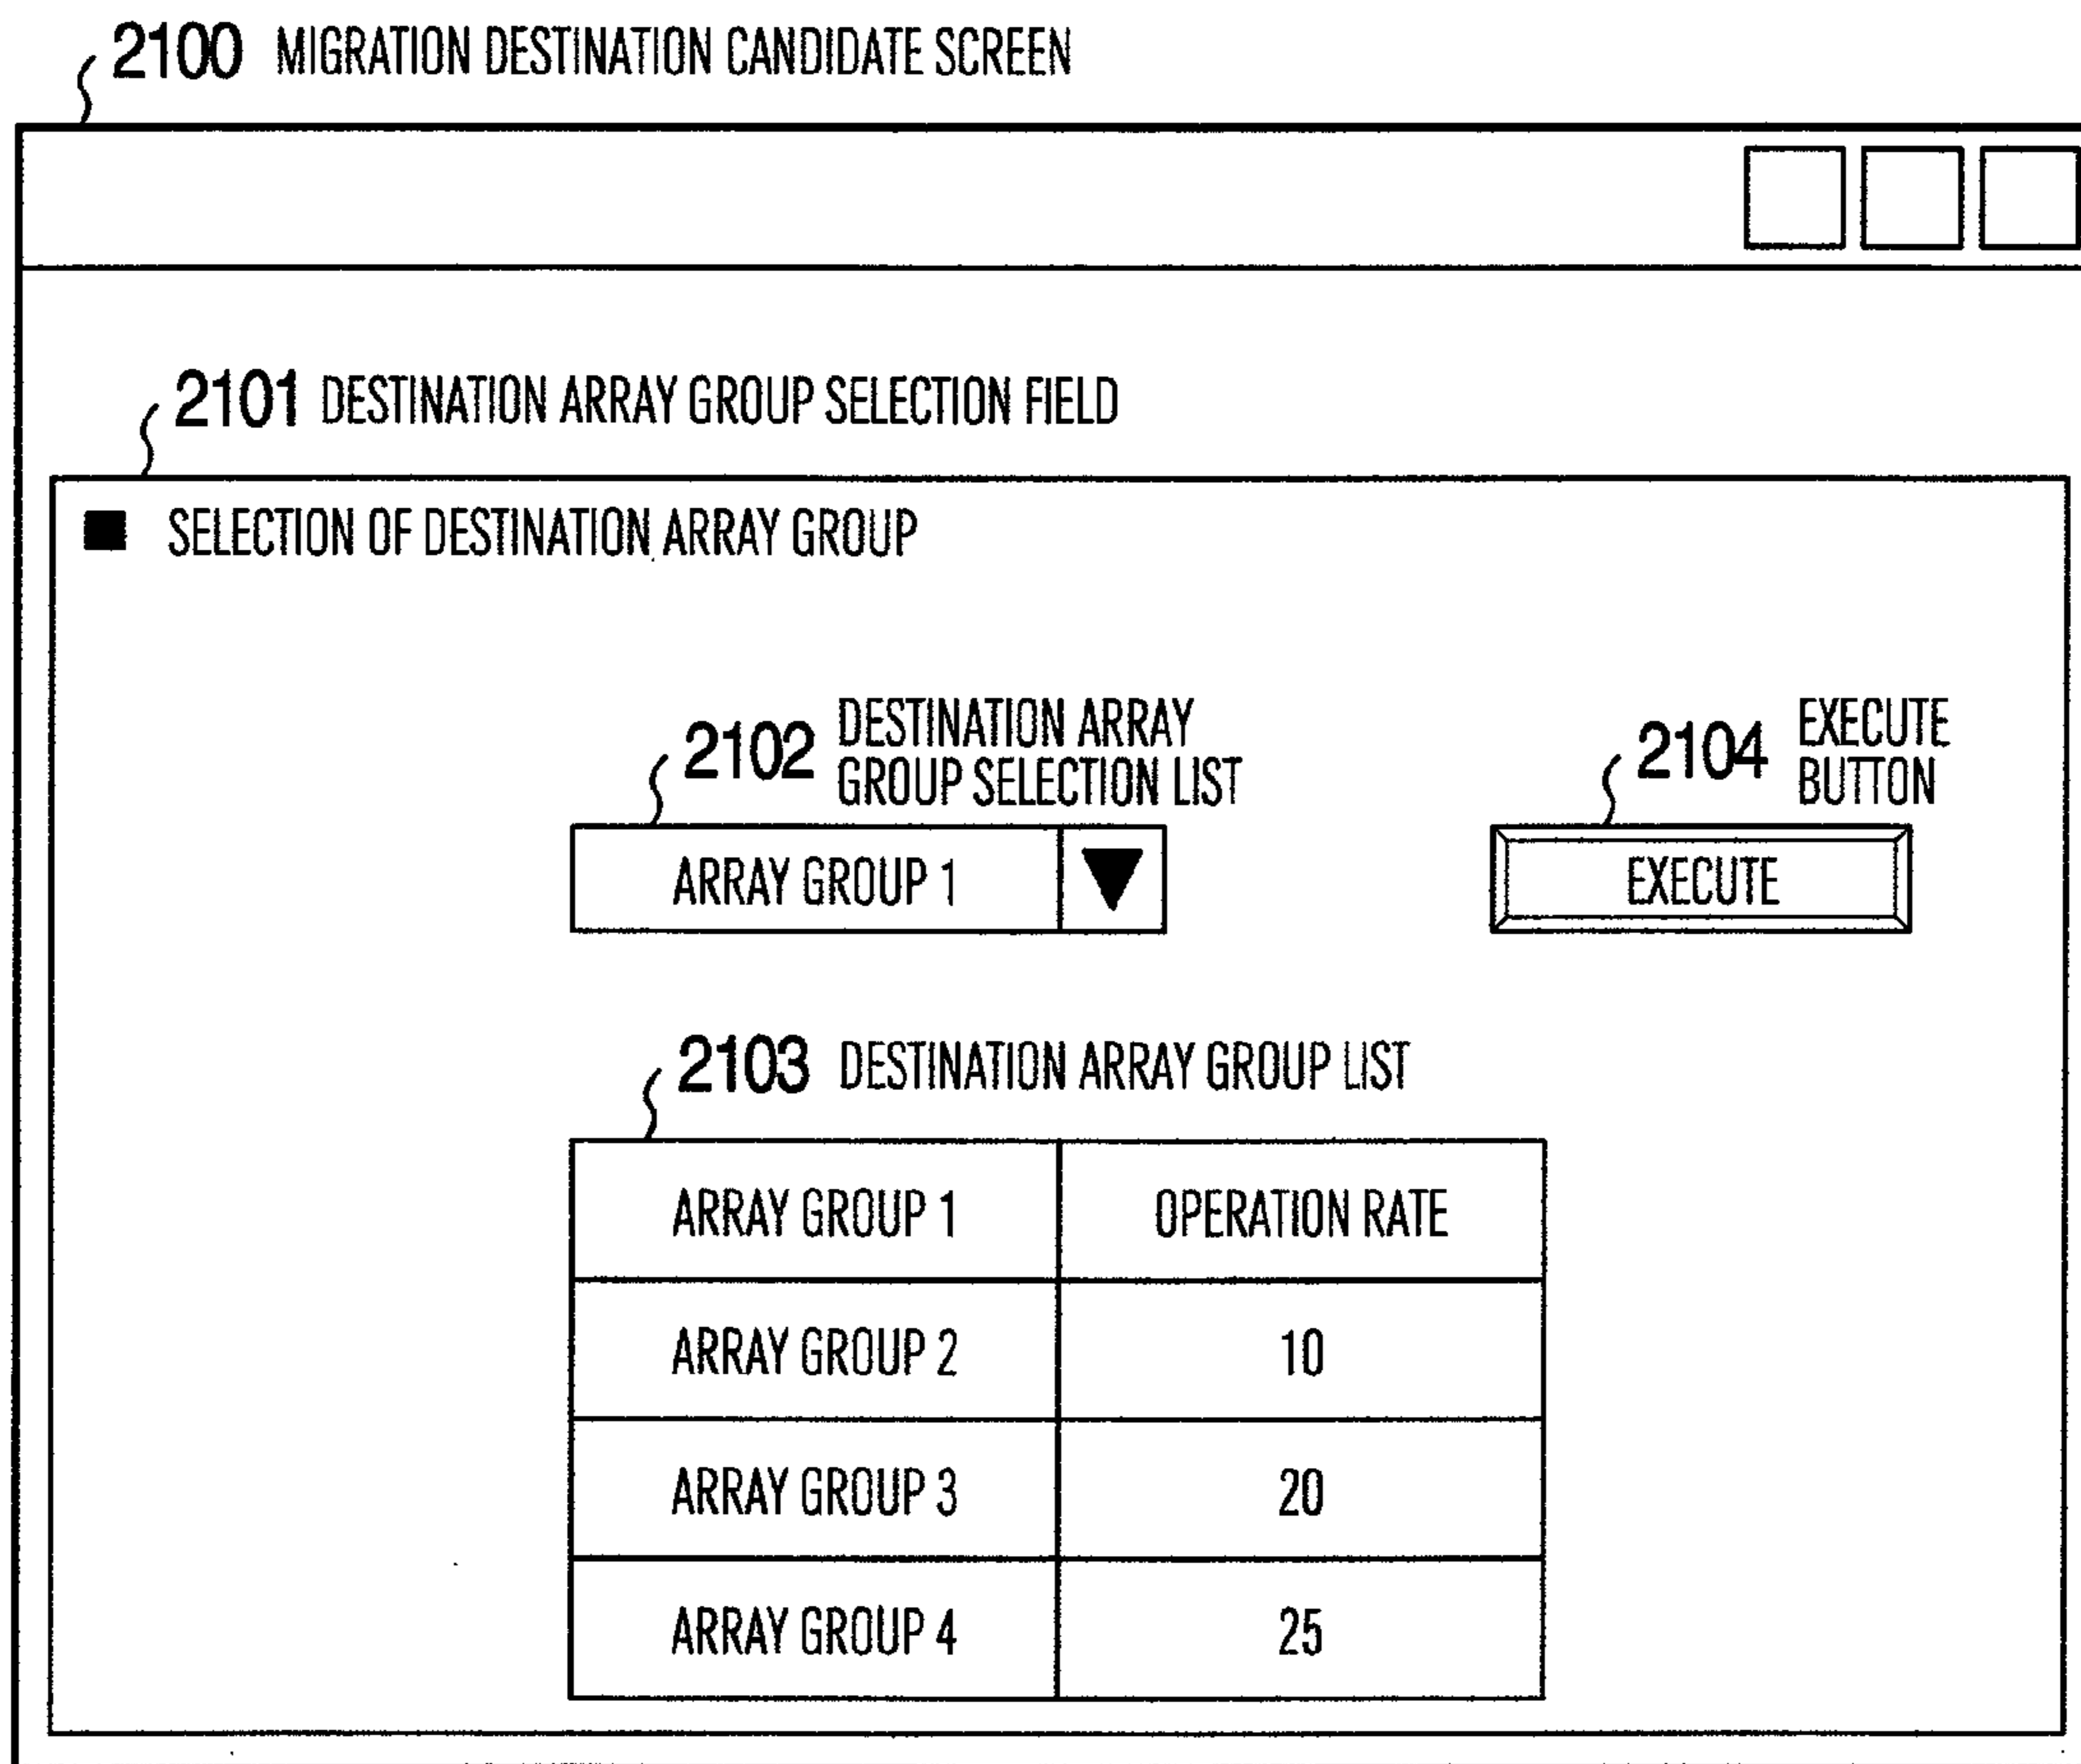 2100 MIGRATION DESTINATION CANDIDATE SCREEN
2101 DESTINATION ARRAY GROUP SELECTION FIELD
■ SELECTION OF DESTINATION ARRAY GROUP
2102 DESTINATION ARRAY
GROUP SELECTION LIST
2104 EXECUTE
BUTTON
ARRAY GROUP 1 ▼
EXECUTE
2103 DESTINATION ARRAY GROUP LIST
ARRAY GROUP 1 OPERATION RATE
ARRAY GROUP 2 10
ARRAY GROUP 3 20
ARRAY GROUP 4 25